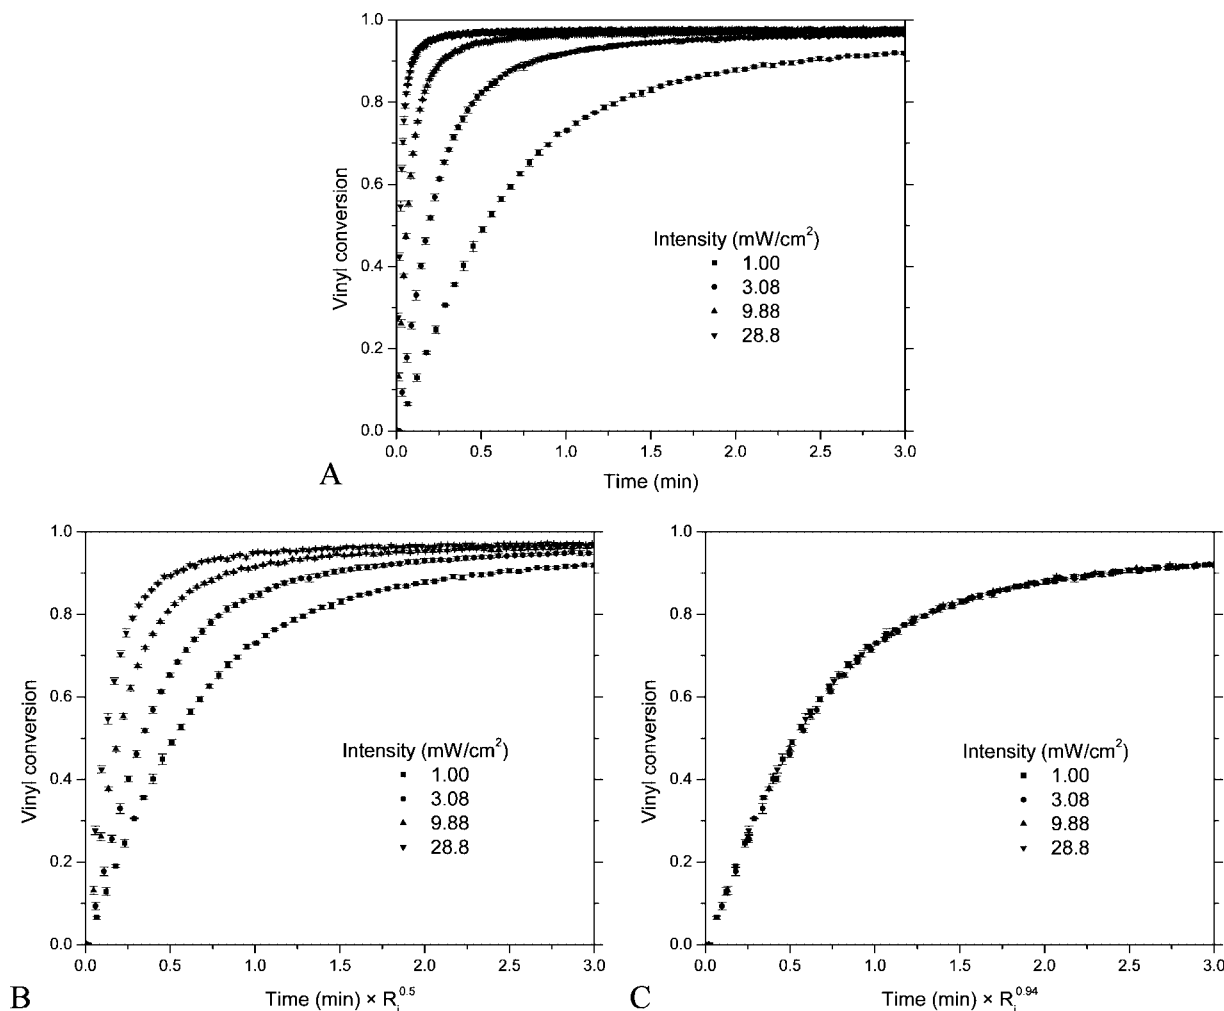 1.0
0.8
0.6
0.4
0.2
0.0
Vinyl conversion
Intensity (mW/cm²)
1.00
3.08
9.88
28.8
0.0 0.5 1.0 1.5 2.0 2.5 3.0
Time (min)
A
1.0
0.8
0.6
0.4
0.2
0.0
Vinyl conversion
Intensity (mW/cm²)
1.00
3.08
9.88
28.8
0.0 0.5 1.0 1.5 2.0 2.5 3.0
Time (min) × Rᵢ^0.5
B
1.0
0.8
0.6
0.4
0.2
0.0
Vinyl conversion
Intensity (mW/cm²)
1.00
3.08
9.88
28.8
0.0 0.5 1.0 1.5 2.0 2.5 3.0
Time (min) × Rᵢ^0.94
C